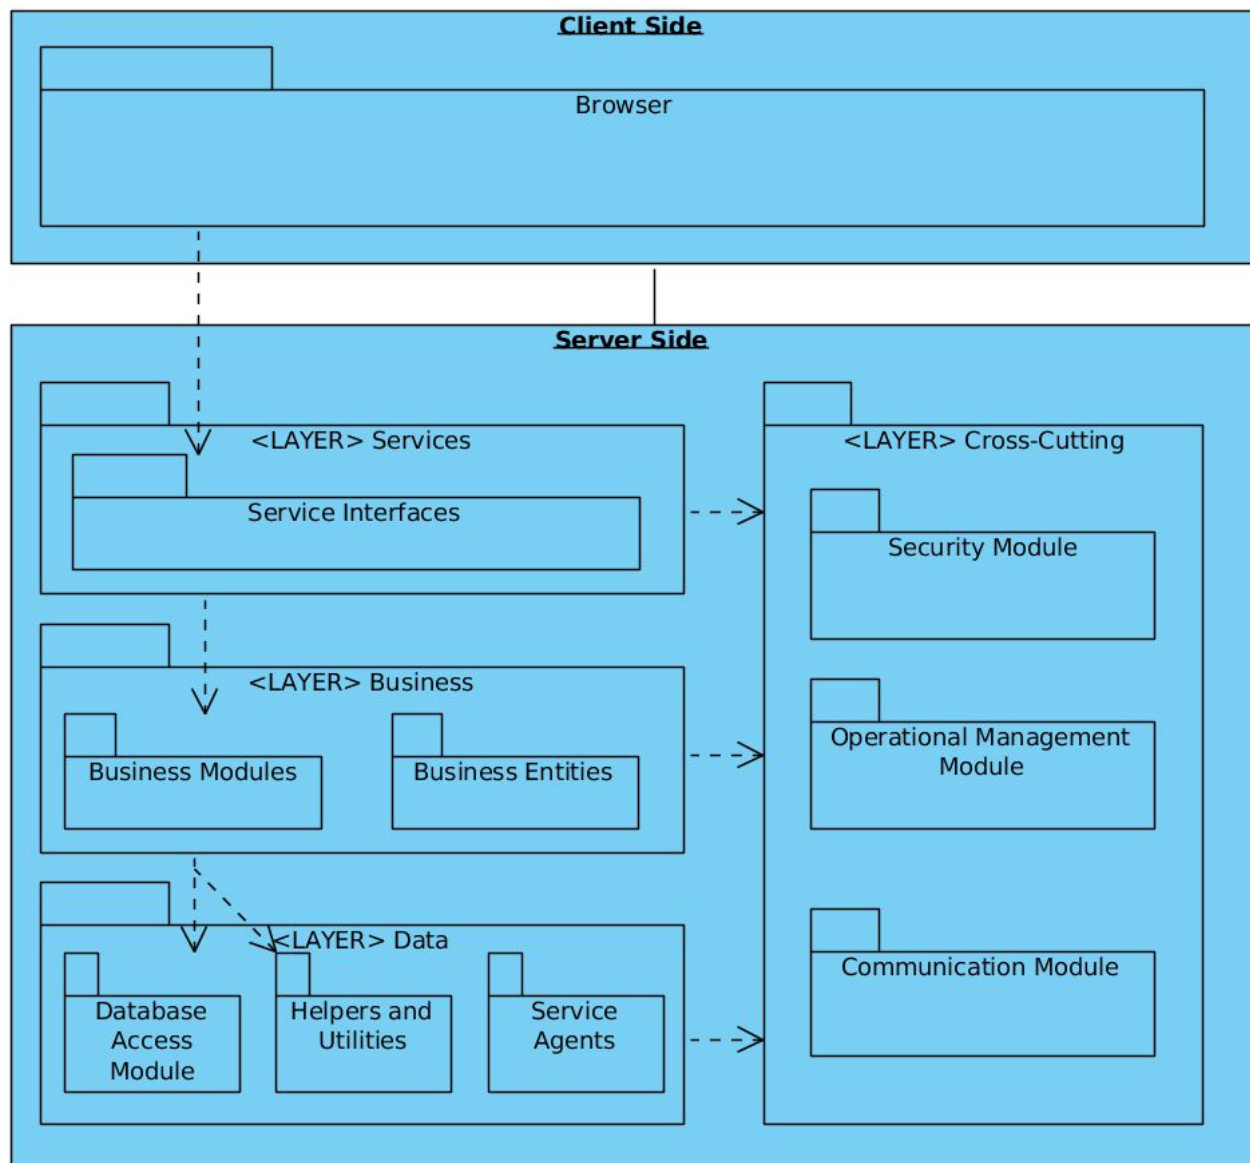 Client Side
Browser
Server Side
<LAYER> Services
Service Interfaces
<LAYER> Business
Business Modules
Business Entities
<LAYER> Data
Database
Access
Module
Helpers and
Utilities
Service
Agents
<LAYER> Cross-Cutting
Security Module
Operational Management
Module
Communication Module